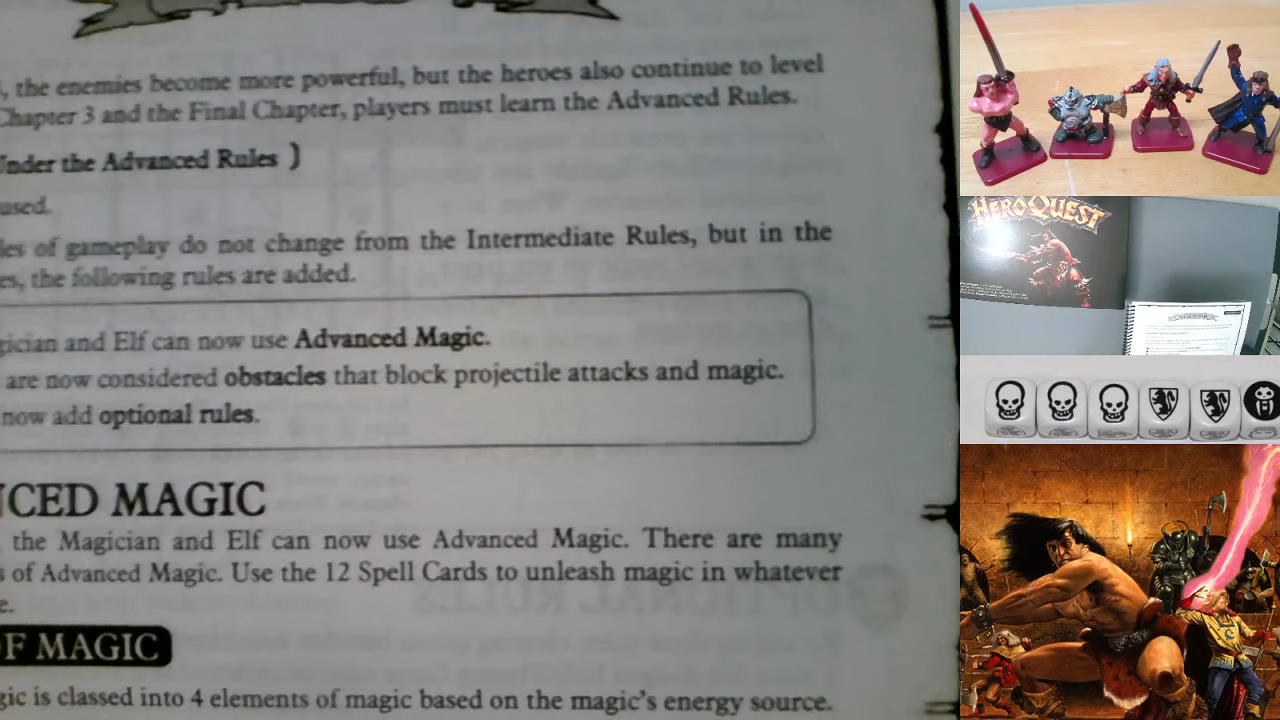 , the enemies become more powerful, but the heroes also continue to level
Chapter 3 and the Final Chapter, players must learn the Advanced Rules.
Under the Advanced Rules )
used.
les of gameplay do not change from the Intermediate Rules, but in the
es, the following rules are added.
gician and Elf can now use Advanced Magic.
are now considered obstacles that block projectile attacks and magic.
now add optional rules.
NCED MAGIC
the Magician and Elf can now use Advanced Magic. There are many
s of Advanced Magic. Use the 12 Spell Cards to unleash magic in whatever
e.
OF MAGIC
gic is classed into 4 elements of magic based on the magic's energy source.
HEROQUEST